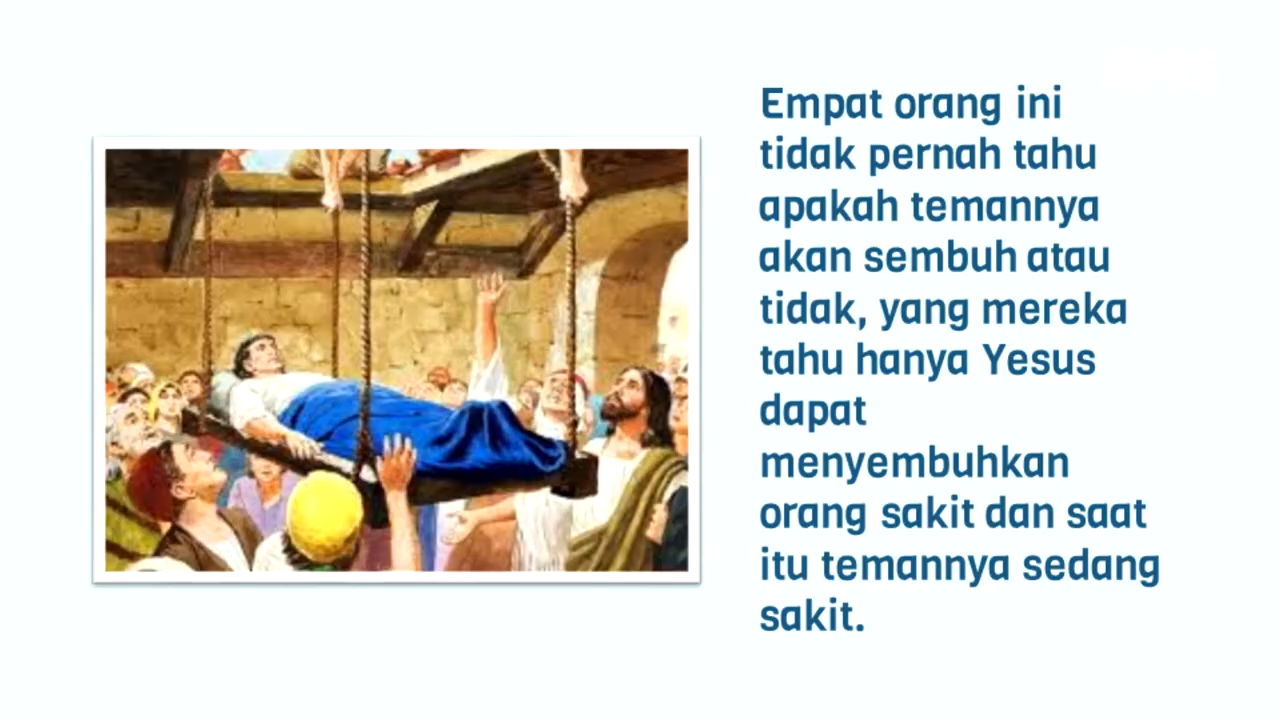 Empat orang ini
tidak pernah tahu
apakah temannya
akan sembuh atau
tidak, yang mereka
tahu hanya Yesus
dapat
menyembuhkan
orang sakit dan saat
itu temannya sedang
sakit.